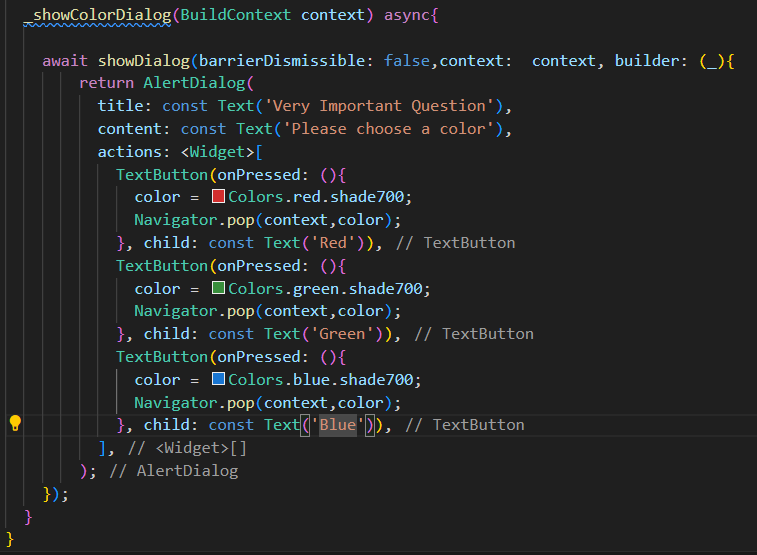 _showColorDialog(BuildContext context) async{
await showDialog(barrierDismissible: false,context:  context, builder: (_){
return AlertDialog(
title: const Text('Very Important Question'),
content: const Text('Please choose a color'),
actions: <Widget>[
TextButton(onPressed: (){
color = Colors.red.shade700;
Navigator.pop(context,color);
}, child: const Text('Red')), // TextButton
TextButton(onPressed: (){
color = Colors.green.shade700;
Navigator.pop(context,color);
}, child: const Text('Green')), // TextButton
TextButton(onPressed: (){
color = Colors.blue.shade700;
Navigator.pop(context,color);
}, child: const Text('Blue')), // TextButton
], // <Widget>[]
); // AlertDialog
});
}
}